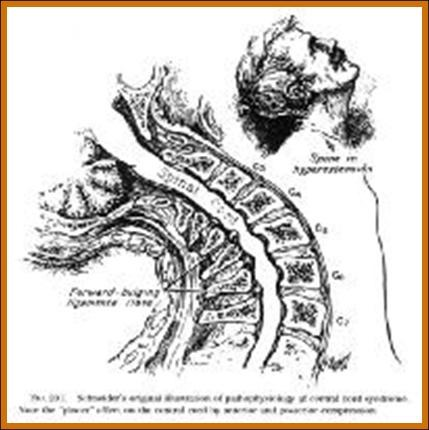 Spine in
hyperextension
C3
C4
C5
C6
C7
Spinal cord
Forward-bulging
ligamenta flava
Schneider's original illustration of pathophysiology of central cord syndrome.
Note the "pincer" effect on the central cord by anterior and posterior compression.